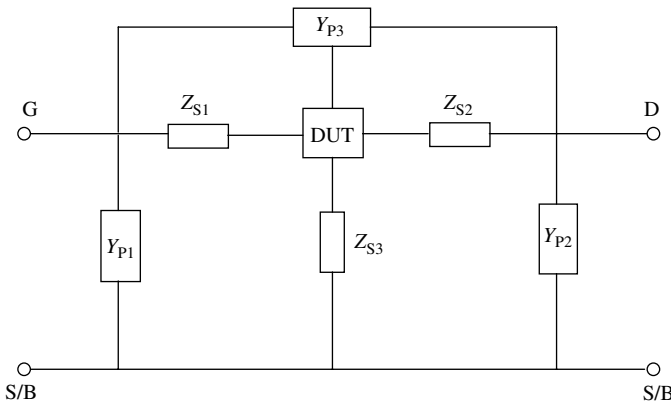 Y_P3
G
Z_S1
Z_S2
D
DUT
Y_P1
Z_S3
Y_P2
S/B
S/B